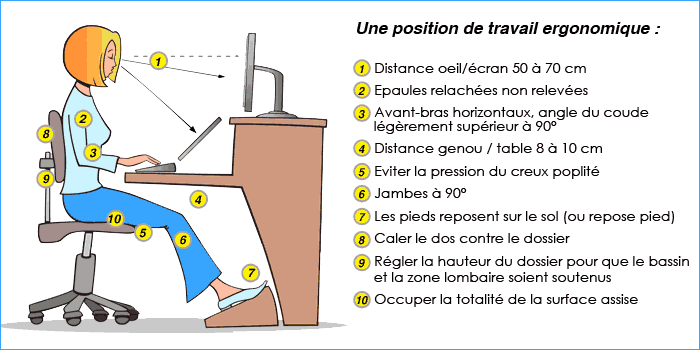 Une position de travail ergonomique :
1 Distance oeil/écran 50 à 70 cm
2 Epaules relachées non relevées
3 Avant-bras horizontaux, angle du coude
légèrement supérieur à 90°
4 Distance genou / table 8 à 10 cm
5 Eviter la pression du creux poplité
6 Jambes à 90°
7 Les pieds reposent sur le sol (ou repose pied)
8 Caler le dos contre le dossier
9 Régler la hauteur du dossier pour que le bassin
et la zone lombaire soient soutenus
10 Occuper la totalité de la surface assise
1
2
8
3
9
4
10
5
6
7